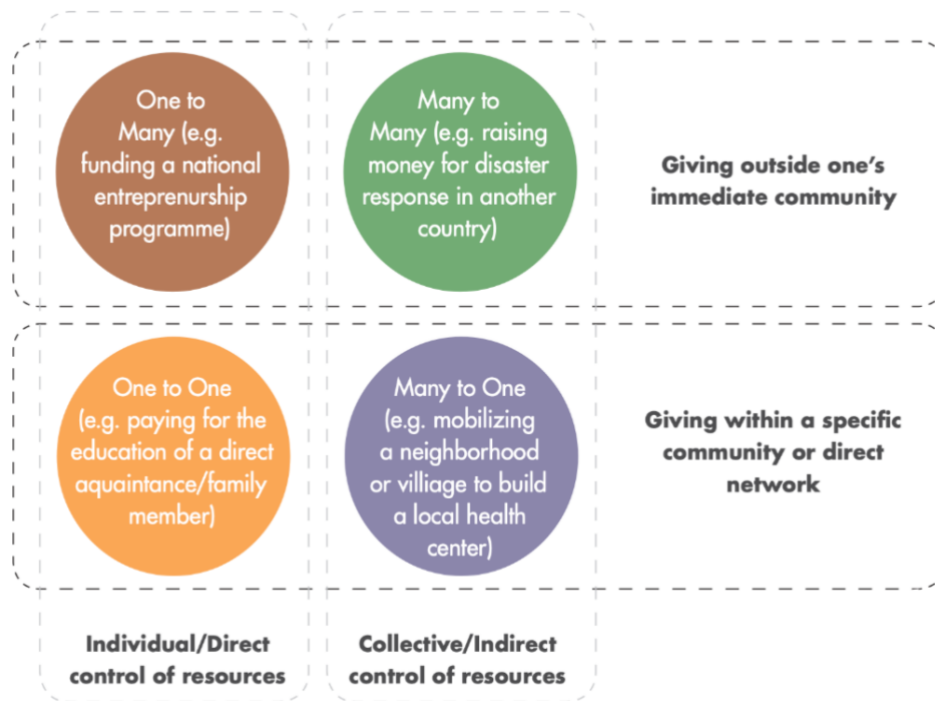 One to
Many (e.g.
funding a national
entreprenurship
programme)
Many to
Many (e.g. raising
money for disaster
response in another
country)
Giving outside one's
immediate community
One to One
(e.g. paying for the
education of a direct
aquaintance/family
member)
Many to One
(e.g. mobilizing
a neighborhood
or villiage to build
a local health
center)
Giving within a specific
community or direct
network
Individual/Direct
control of resources
Collective/Indirect
control of resources